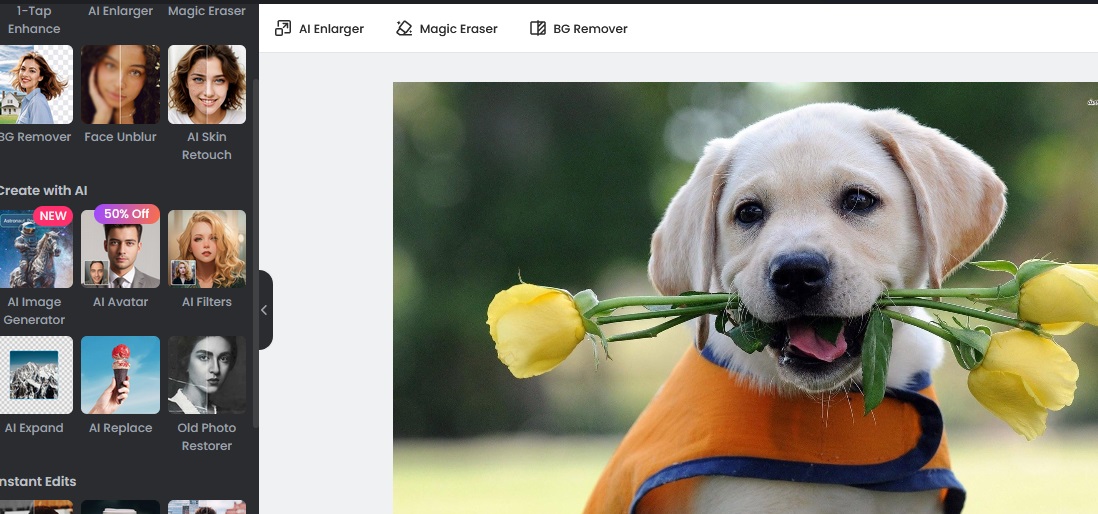 1-Tap
Enhance
AI Enlarger
Magic Eraser
AI Enlarger
Magic Eraser
BG Remover
BG Remover
Face Unblur
AI Skin
Retouch
Create with AI
NEW
50% Off
AI Image
Generator
AI Avatar
AI Filters
AI Expand
AI Replace
Old Photo
Restorer
Instant Edits